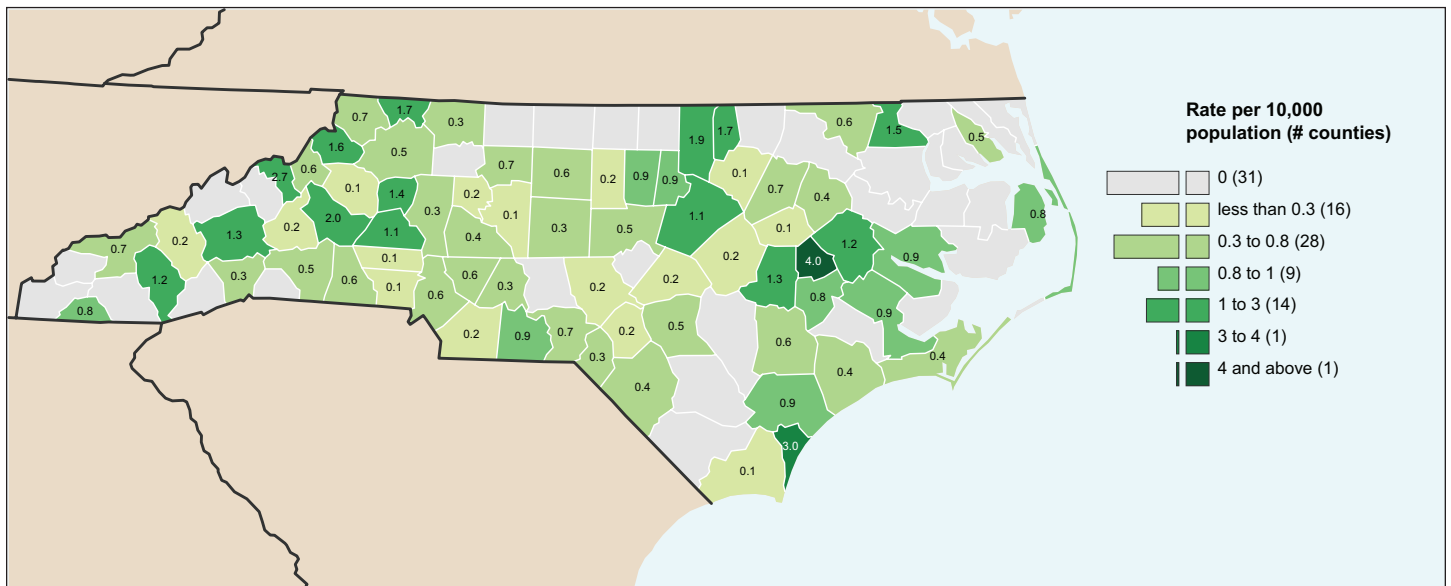 Rate per 10,000
population (# counties)
0 (31)
less than 0.3 (16)
0.3 to 0.8 (28)
0.8 to 1 (9)
1 to 3 (14)
3 to 4 (1)
4 and above (1)
0.7 1.7 0.3 1.9 1.7 0.6 1.5 0.5
1.6 0.5
2.7 0.6 0.1 1.4 0.7 0.6 0.2 0.9 0.9 0.1 0.7 0.4
0.2 2.0 0.3 0.2 0.1 1.1 0.8
0.7 0.2 1.3 1.1 0.4 0.3 0.5 0.1 1.2
1.2 0.3 0.5 0.6 0.1 0.6 0.2 0.2 4.0 0.9
0.8 0.1 0.6 0.3 0.2 1.3 0.8 0.9
0.2 0.9 0.7 0.2 0.5 0.6
0.3 0.4 0.4
0.4 0.9
3.0
0.1